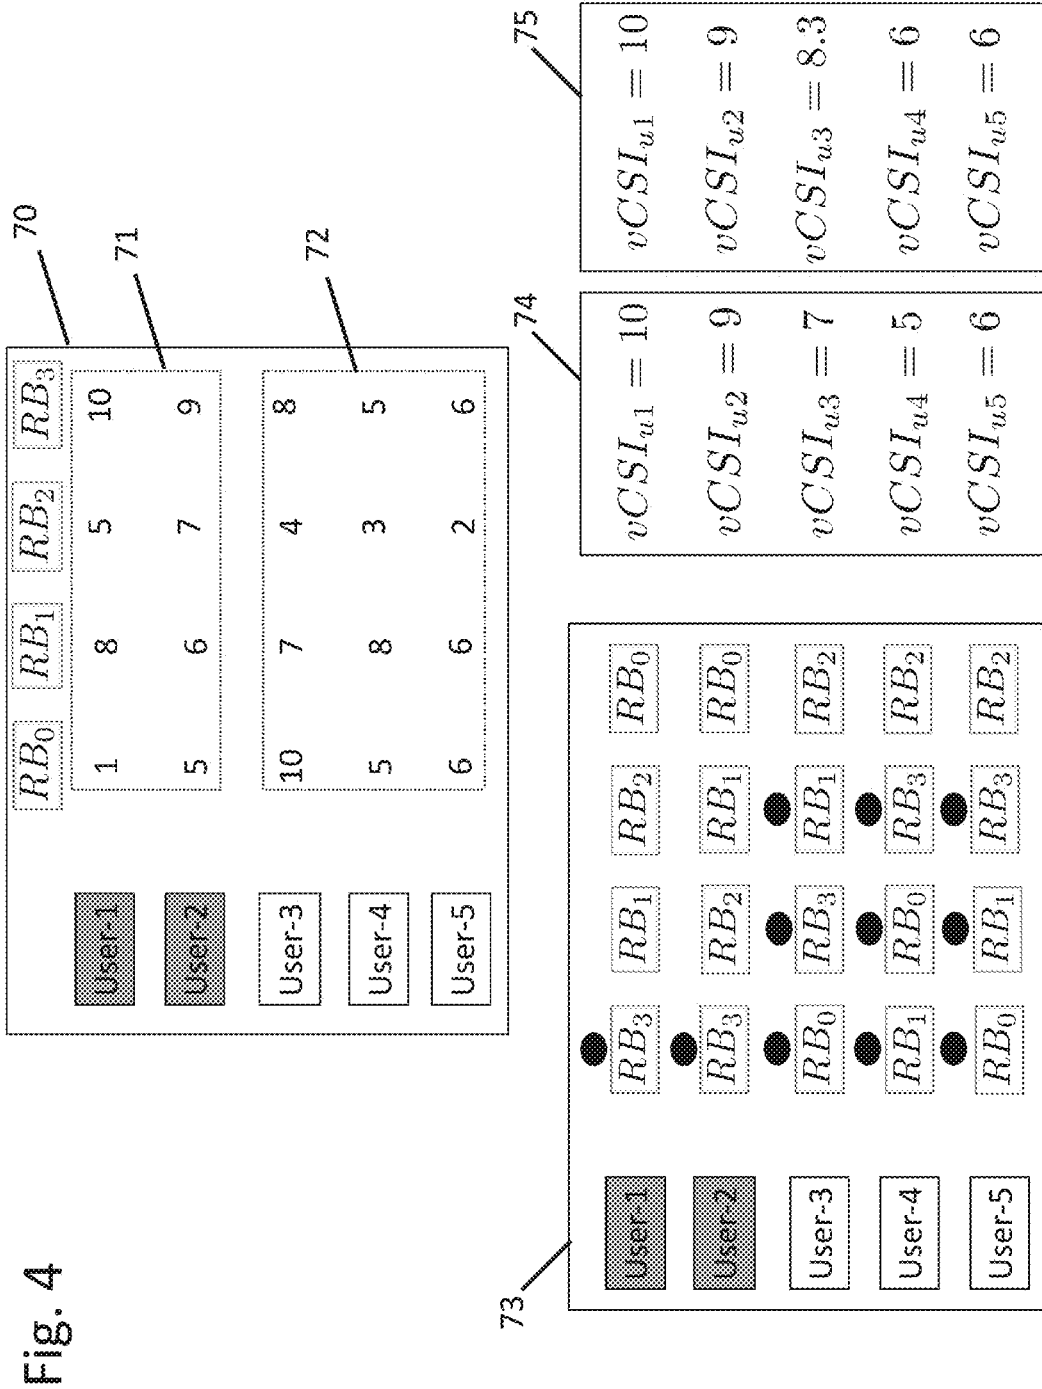 Fig. 4
70
RB0 RB1 RB2 RB3
71
User-1 1 8 5 10
User-2 5 6 7 9
72
User-3 10 7 4 8
User-4 5 8 3 5
User-5 6 6 2 6
73
User-1 RB3 RB1 RB2 RB0
User-2 RB3 RB2 RB1 RB0
User-3 RB0 RB3 RB1 RB2
User-4 RB1 RB0 RB3 RB2
User-5 RB0 RB1 RB3 RB2
74
vCSIu1 = 10
vCSIu2 = 9
vCSIu3 = 7
vCSIu4 = 5
vCSIu5 = 6
75
vCSIu1 = 10
vCSIu2 = 9
vCSIu3 = 8.3
vCSIu4 = 6
vCSIu5 = 6